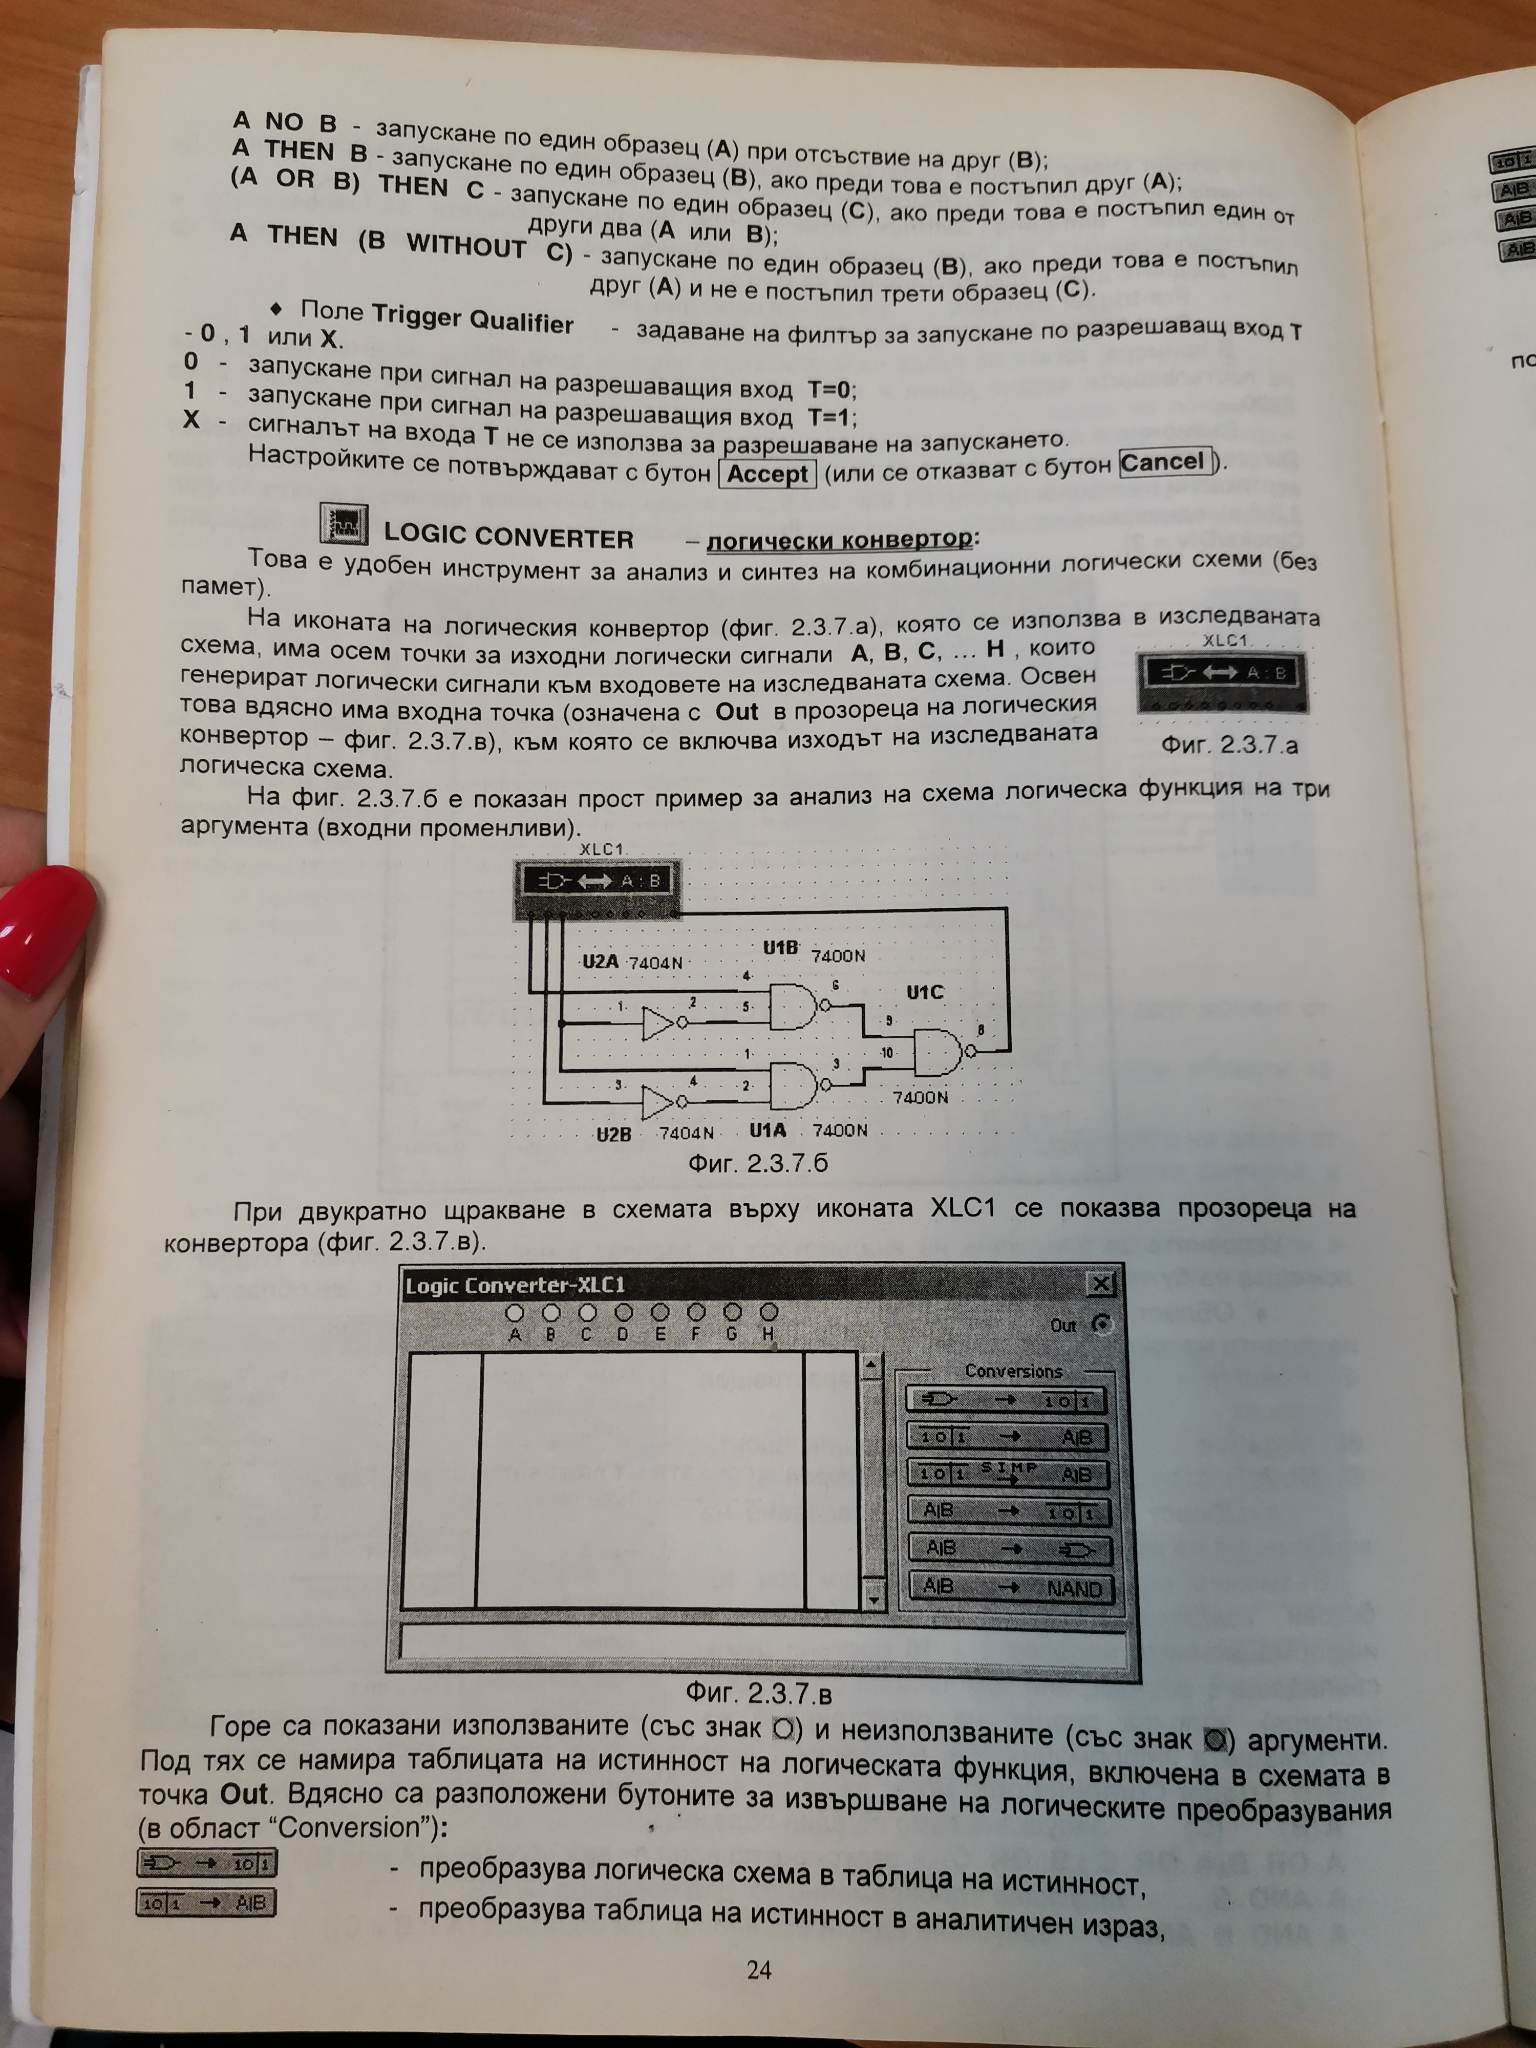 A NO B - запускане по един образец (A) при отсъствие на друг (B);
A THEN B - запускане по един образец (B), ако преди това е постъпил друг (A);
(A OR B) THEN C - запускане по един образец (C), ако преди това е постъпил един от
други два (A или B);
A THEN (B WITHOUT C) - запускане по един образец (B), ако преди това е постъпил
друг (A) и не е постъпил трети образец (C).
♦ Поле Trigger Qualifier - задаване на филтър за запускане по разрешаващ вход T
- 0 , 1 или X.
0 - запускане при сигнал на разрешаващия вход T=0;
1 - запускане при сигнал на разрешаващия вход T=1;
X - сигналът на входа T не се използва за разрешаване на запускането.
Настройките се потвърждават с бутон Accept (или се отказват с бутон Cancel).
LOGIC CONVERTER – логически конвертор:
Това е удобен инструмент за анализ и синтез на комбинационни логически схеми (без
памет).
На иконата на логическия конвертор (фиг. 2.3.7.а), която се използва в изследваната
схема, има осем точки за изходни логически сигнали A, B, C, ... H , които
генерират логически сигнали към входовете на изследваната схема. Освен
това вдясно има входна точка (означена с Out в прозореца на логическия
конвертор – фиг. 2.3.7.в), към която се включва изходът на изследваната
логическа схема.
XLC1
A : B
Фиг. 2.3.7.а
На фиг. 2.3.7.б е показан прост пример за анализ на схема логическа функция на три
аргумента (входни променливи).
XLC1
A : B
U2A 7404N
U1B 7400N
4
6
U1C
1
2
5
9
8
1
10
3
3
4
2
7400N
U2B 7404N U1A 7400N
Фиг. 2.3.7.б
При двукратно щракване в схемата върху иконата XLC1 се показва прозореца на
конвертора (фиг. 2.3.7.в).
Logic Converter-XLC1
A B C D E F G H
Out
Conversions
→ 1 0 | 1
1 0 | 1 → A|B
1 0 | 1 SIMP → A|B
A|B → 1 0 | 1
A|B →
A|B → NAND
Фиг. 2.3.7.в
Горе са показани използваните (със знак O) и неизползваните (със знак O) аргументи.
Под тях се намира таблицата на истинност на логическата функция, включена в схемата в
точка Out. Вдясно са разположени бутоните за извършване на логическите преобразувания
(в област “Conversion”):
→ 10|1 - преобразува логическа схема в таблица на истинност,
10|1 → A|B - преобразува таблица на истинност в аналитичен израз,
24
10|1
A|B
A|B
A|B
по